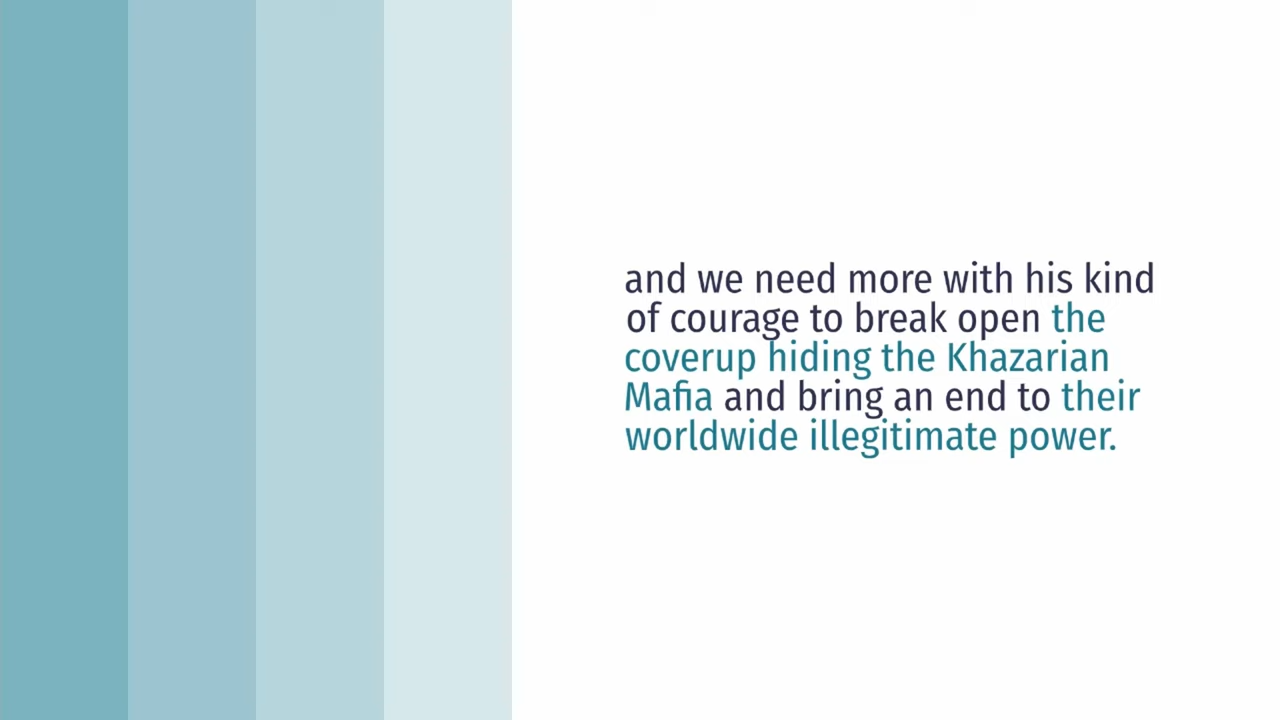 and we need more with his kind
of courage to break open the
coverup hiding the Khazarian
Mafia and bring an end to their
worldwide illegitimate power.